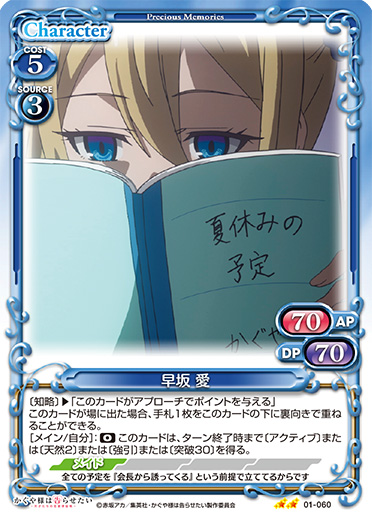 Precious Memories
Character
COST
5
SOURCE
3
夏休みの
予定
かぐや
70 AP
DP 70
早坂 愛
〔知略〕▶「このカードがアプローチでポイントを与える」
このカードが場に出た場合、手札1枚をこのカードの下に裏向きで重ね
ることができる。
［メイン/自分］：このカードは、ターン終了時まで〔アクティブ〕また
は〔天然2〕または〔強引〕または〔突破30〕を得る。
メイド
全ての予定を『会長から誘ってくる』という前提で立ててるからです
かぐや様は告らせたい
©赤坂アカ／集英社・かぐや様は告らせたい製作委員会
01-060